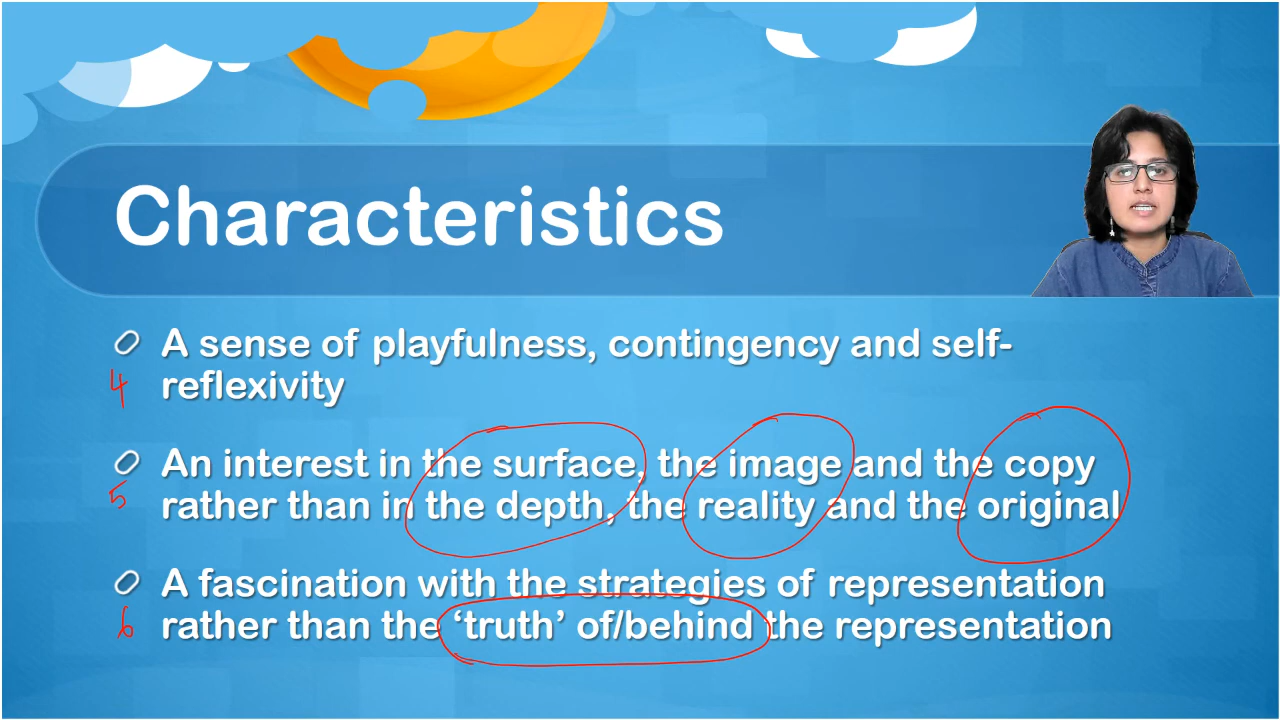 Characteristics
A sense of playfulness, contingency and self-
4 reflexivity
An interest in the surface, the image and the copy
5 rather than in the depth, the reality and the original
A fascination with the strategies of representation
6 rather than the ‘truth’ of/behind the representation